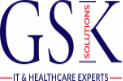 GSK
SOLUTIONS
IT & HEALTHCARE EXPERTS